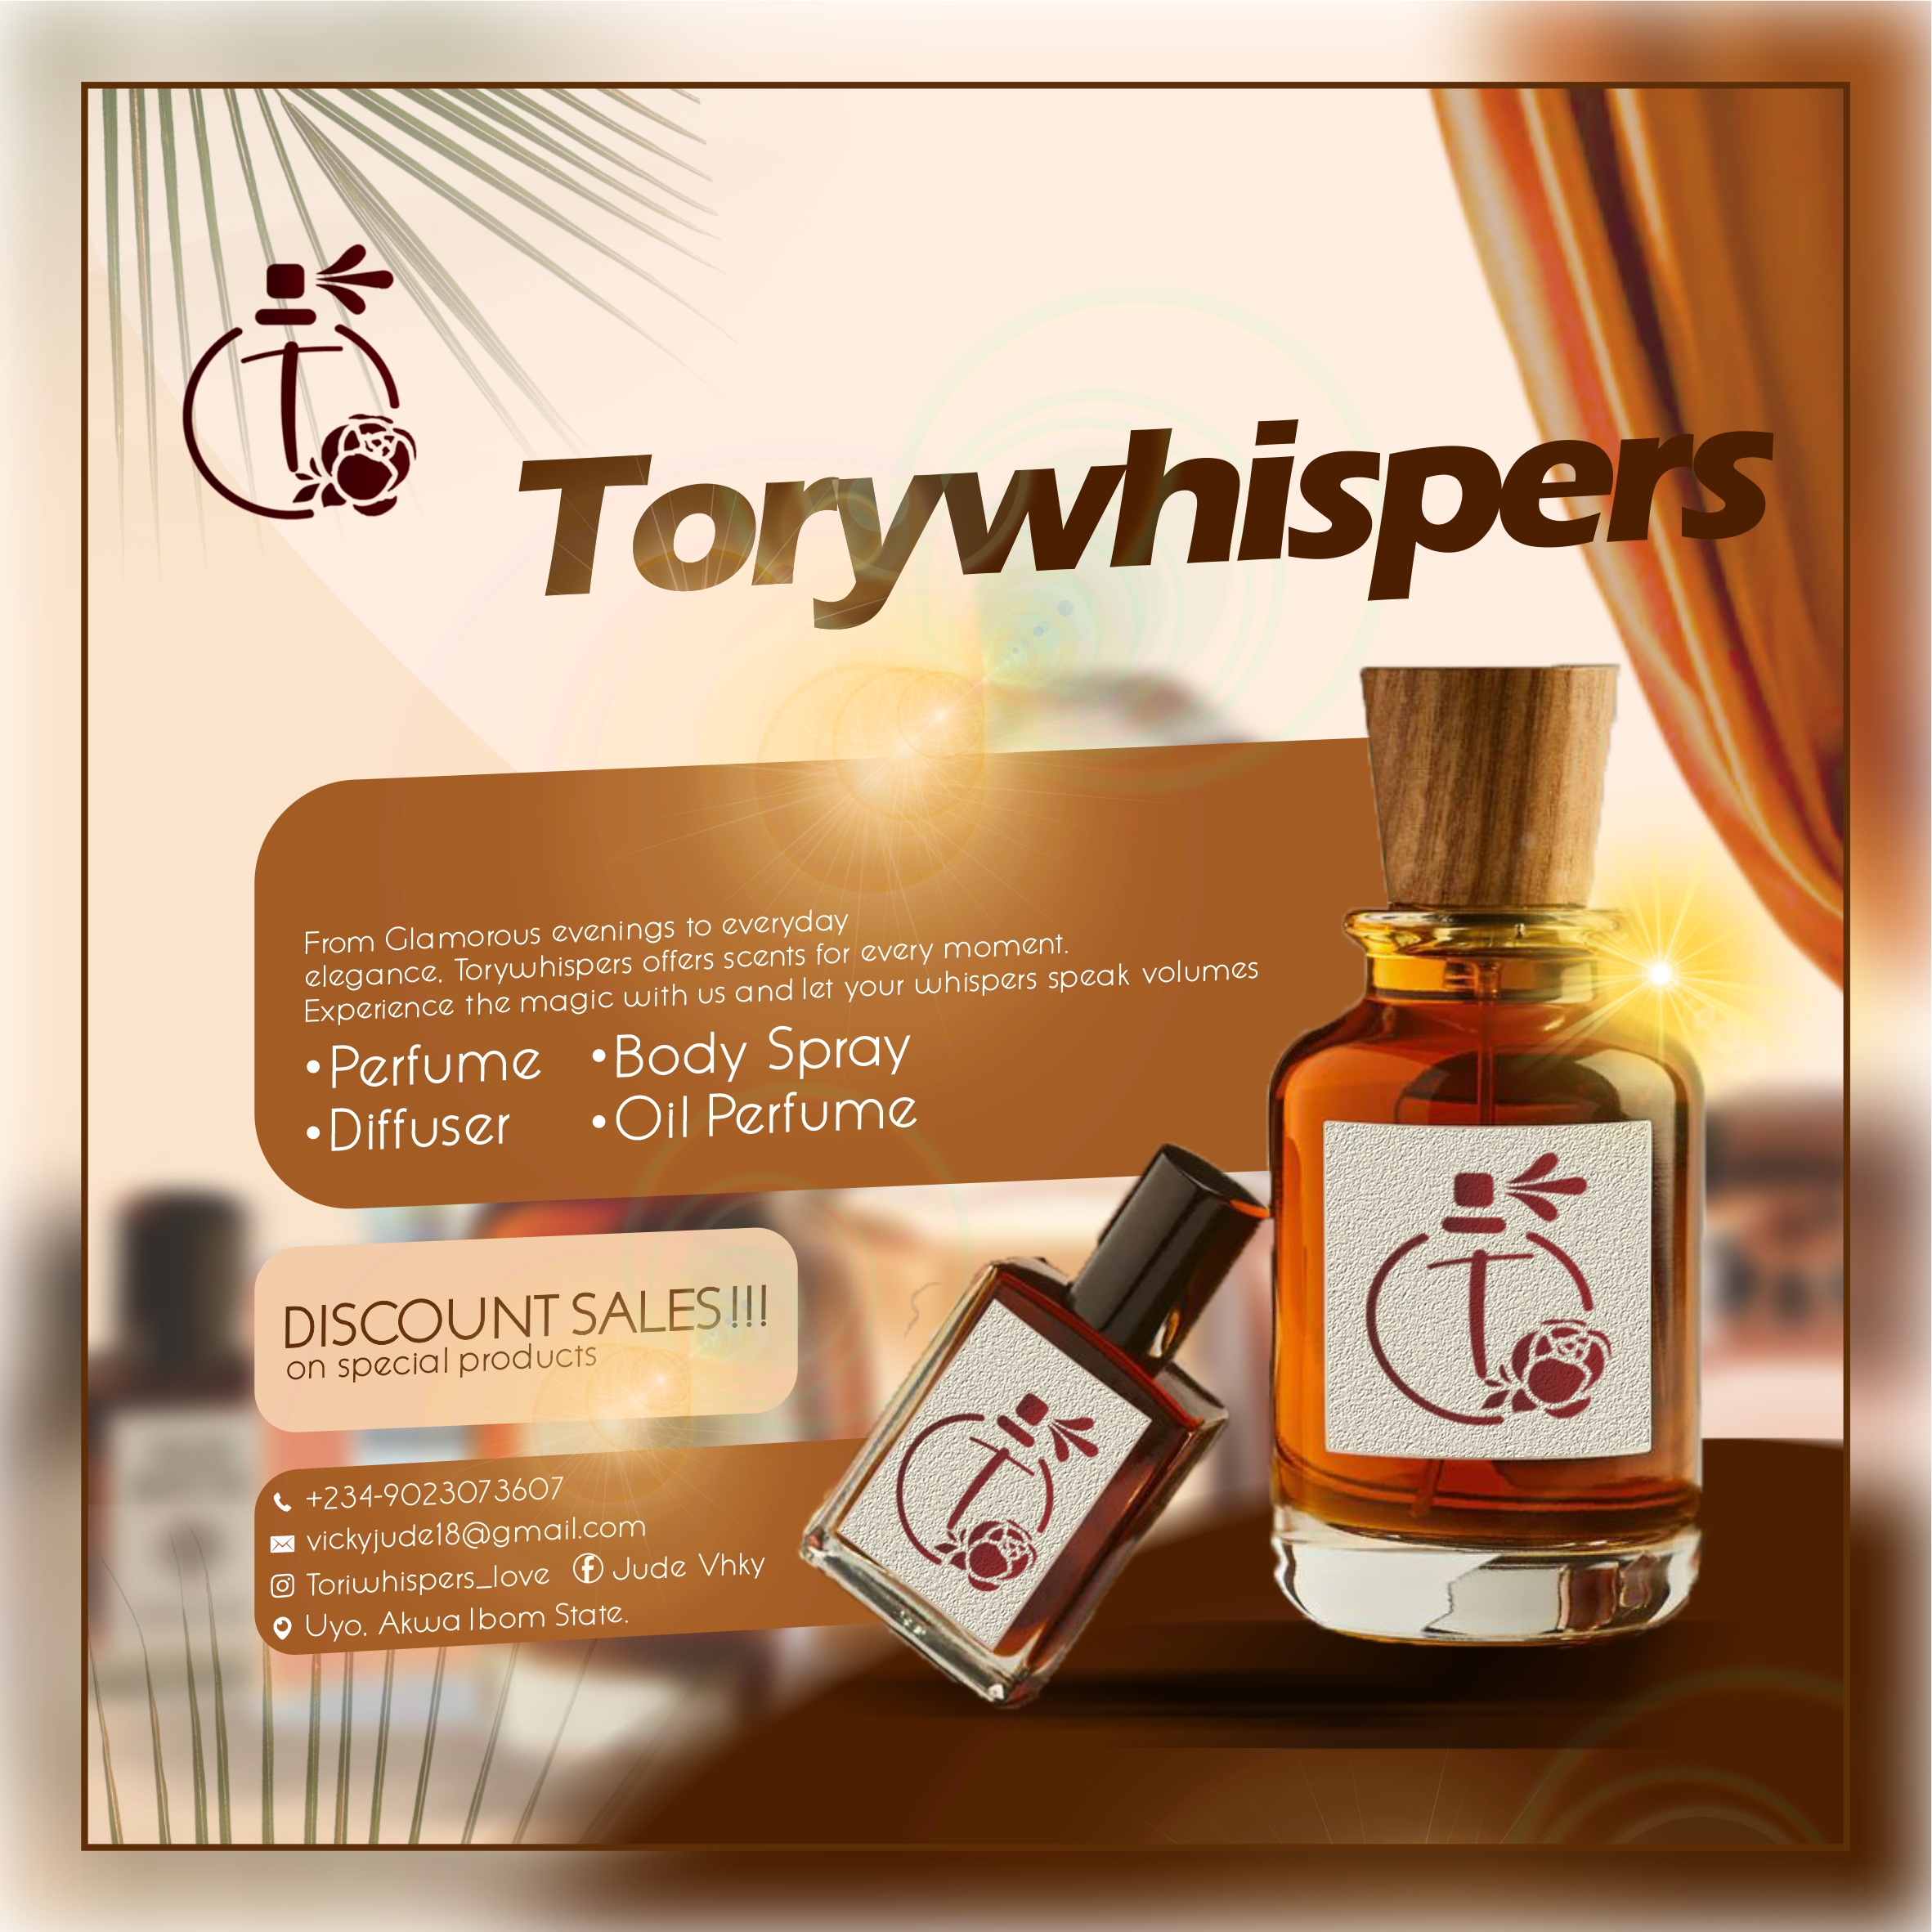 T
Torywhispers
From Glamorous evenings to everyday
elegance, Torywhispers offers scents for every moment.
Experience the magic with us and let your whispers speak volumes
•Perfume •Body Spray
•Diffuser •Oil Perfume
DISCOUNT SALES!!!
on special products
+234-9023073607
vickyjude18@gmail.com
Toriwhispers_love Jude Vhky
Uyo, Akwa Ibom State.
T
T